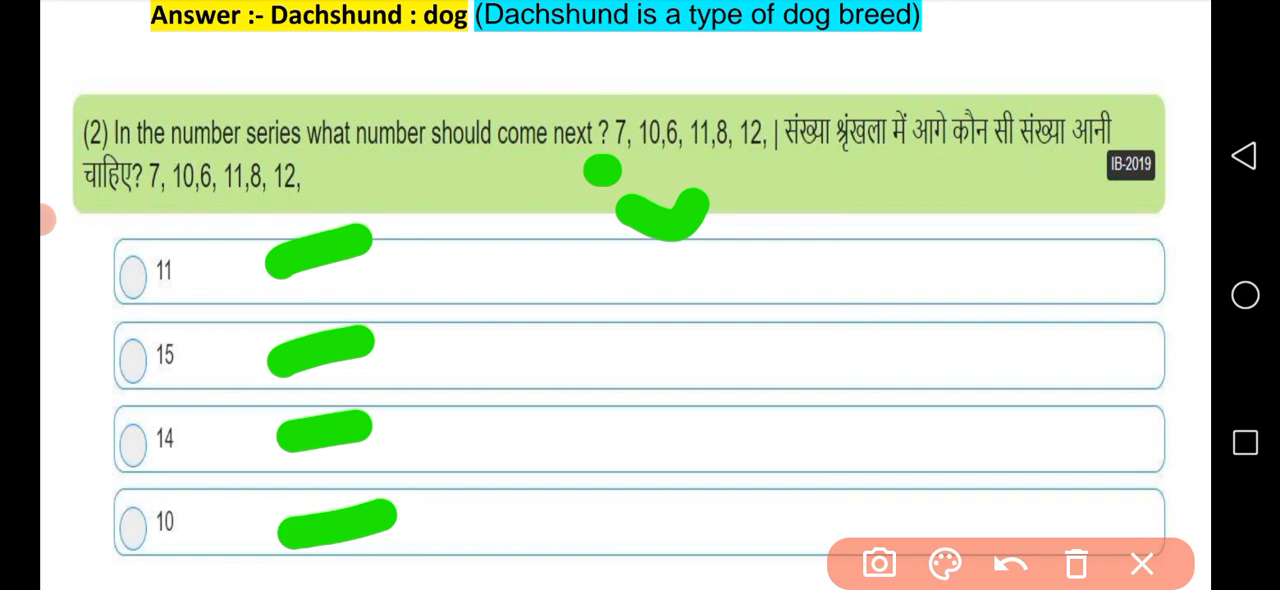 Answer :- Dachshund : dog (Dachshund is a type of dog breed)
(2) In the number series what number should come next ? 7, 10,6, 11,8, 12, | संख्या श्रृंखला में आगे कौन सी संख्या आनी
चाहिए? 7, 10,6, 11,8, 12,
IB-2019
11
15
14
10